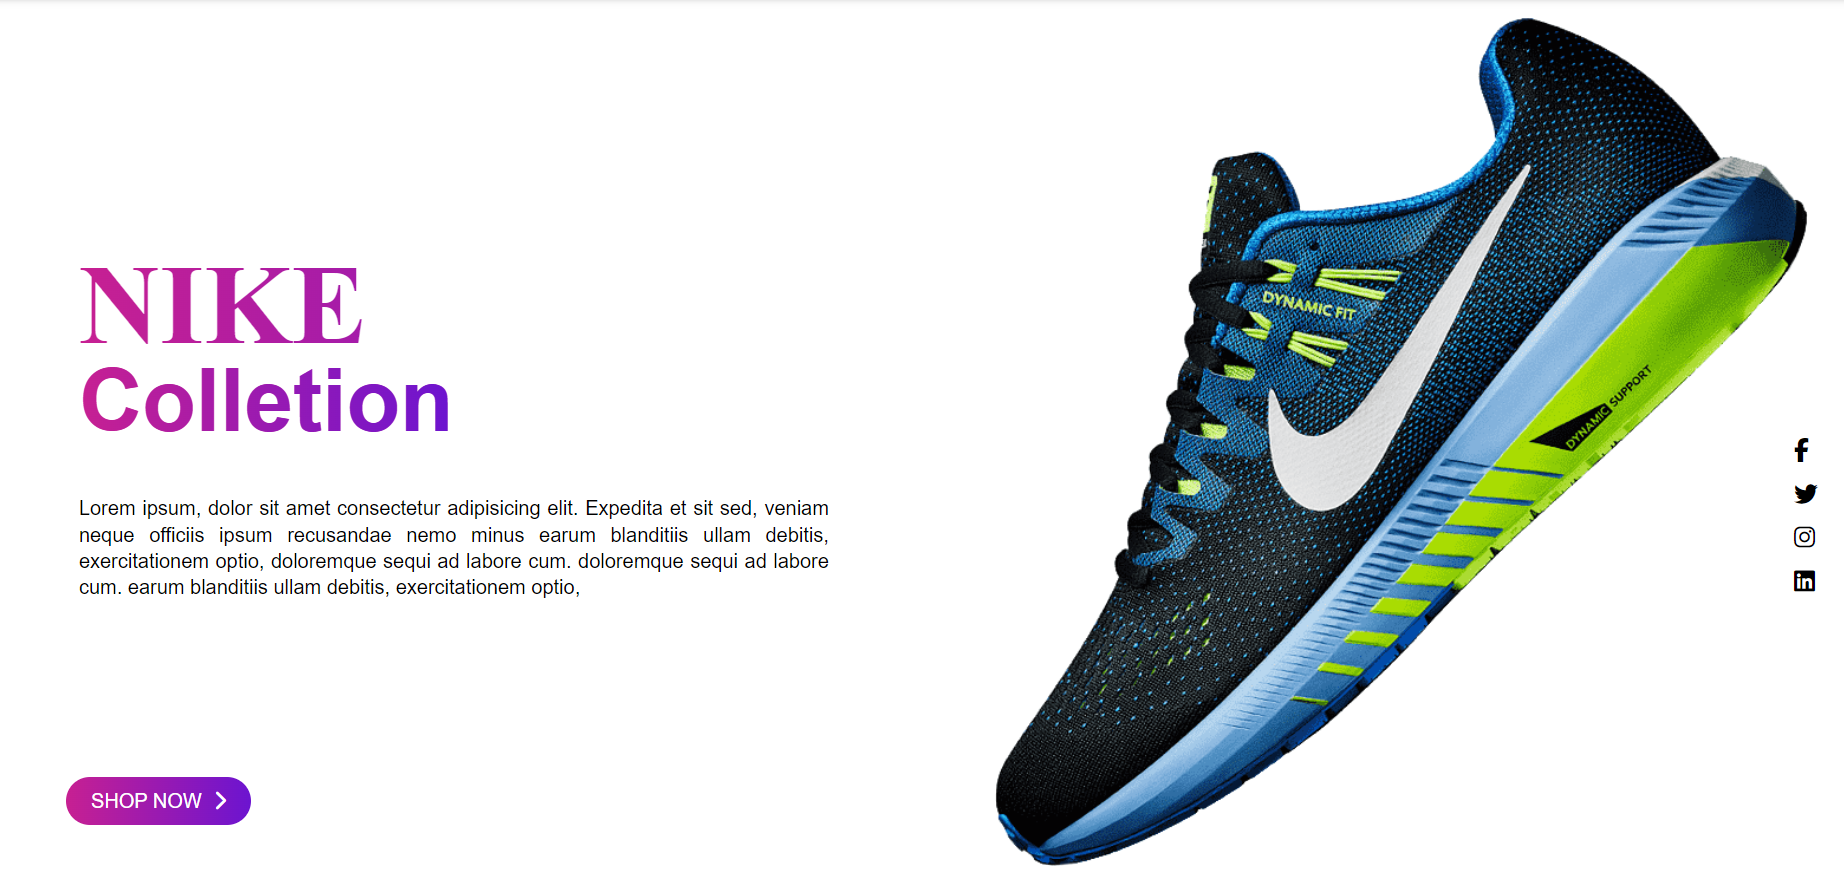 NIKE
Colletion
Lorem ipsum, dolor sit amet consectetur adipisicing elit. Expedita et sit sed, veniam
neque officiis ipsum recusandae nemo minus earum blanditiis ullam debitis,
exercitationem optio, doloremque sequi ad labore cum. doloremque sequi ad labore
cum. earum blanditiis ullam debitis, exercitationem optio,
SHOP NOW
DYNAMIC FIT
DYNAMIC SUPPORT